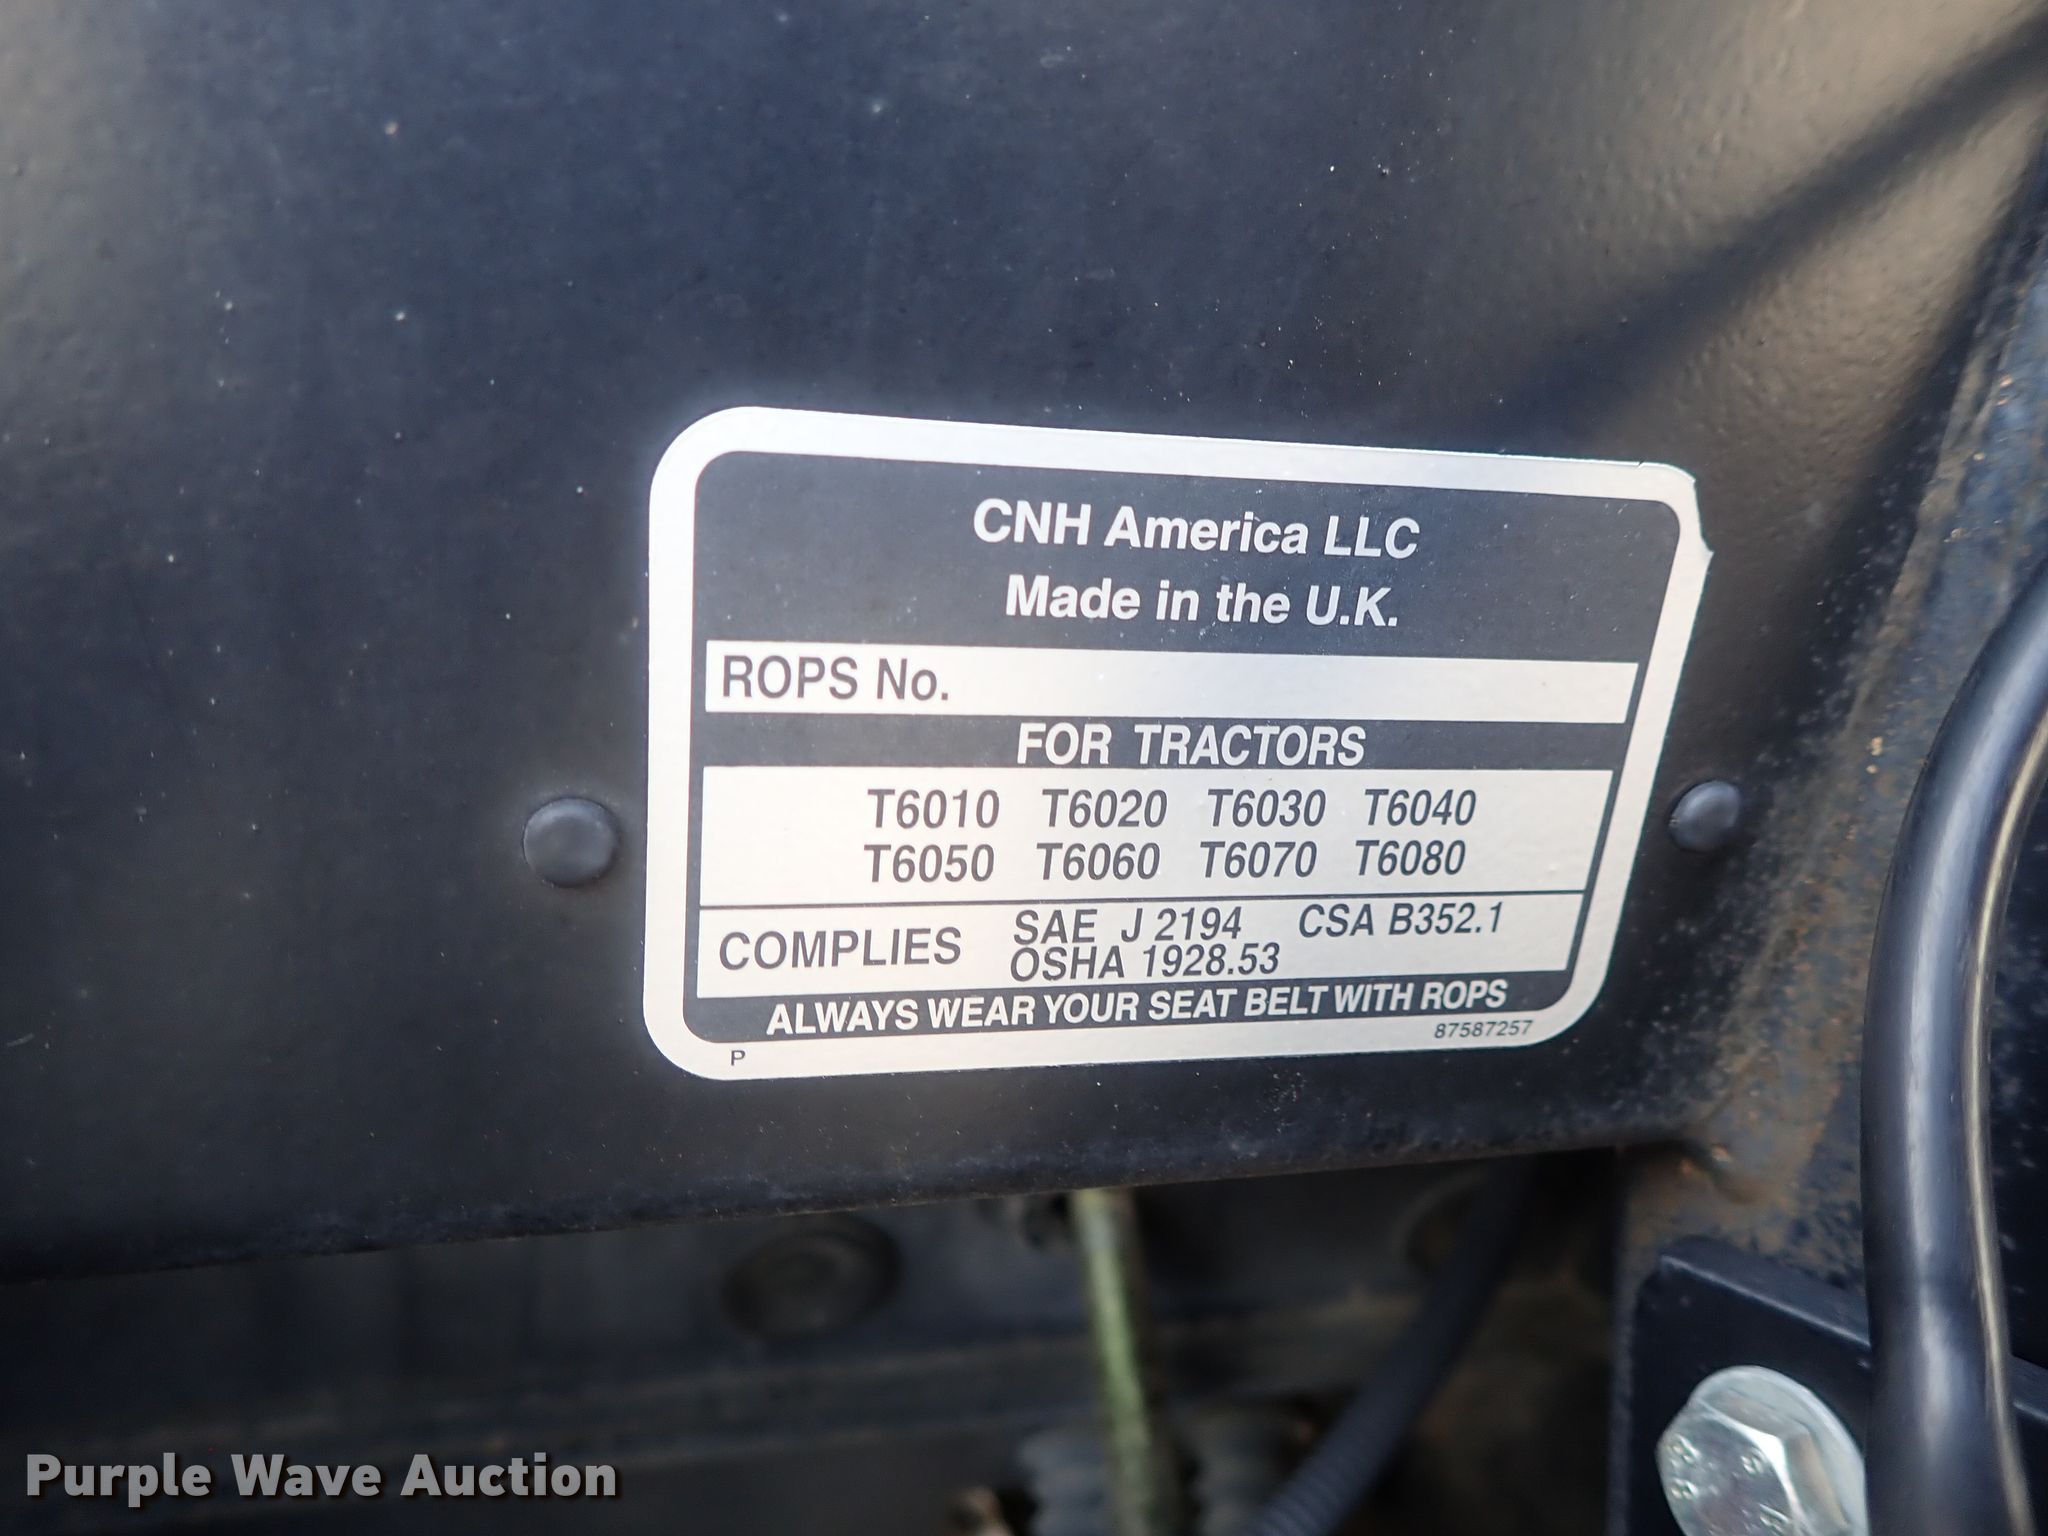 CNH America LLC
Made in the U.K.
ROPS No.
FOR TRACTORS
T6010 T6020 T6030 T6040
T6050 T6060 T6070 T6080
COMPLIES SAE J 2194 CSA B352.1
OSHA 1928.53
ALWAYS WEAR YOUR SEAT BELT WITH ROPS
87587257
P
Purple Wave Auction